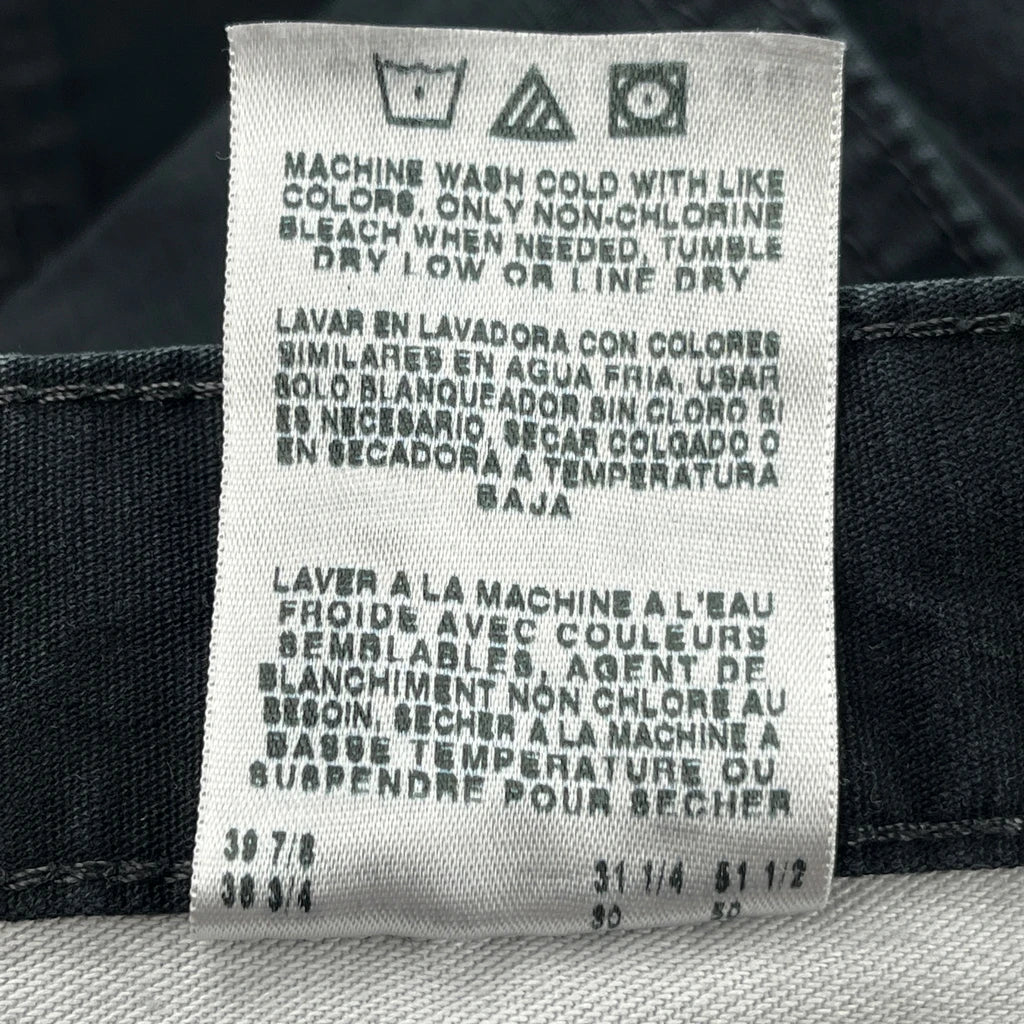 MACHINE WASH COLD WITH LIKE
COLORS, ONLY NON-CHLORINE
BLEACH WHEN NEEDED, TUMBLE
DRY LOW OR LINE DRY
LAVAR EN LAVADORA CON COLORES
SIMILARES EN AGUA FRIA, USAR
SOLO BLANQUEADOR SIN CLORO SI
ES NECESARIO, SECAR COLGADO O
EN SECADORA A TEMPERATURA
BAJA
LAVER A LA MACHINE A L'EAU
FROIDE AVEC COULEURS
SEMBLABLES, AGENT DE
BLANCHIMENT NON CHLORE AU
BESOIN, SECHER A LA MACHINE A
BASSE TEMPERATURE OU
SUSPENDRE POUR SECHER
39 7/8 31 1/4 51 1/2
38 3/4 30 50